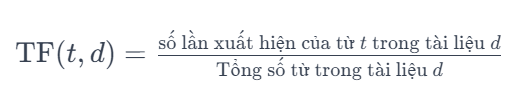 TF(t, d) = số lần xuất hiện của từ t trong tài liệu d
Tổng số từ trong tài liệu d